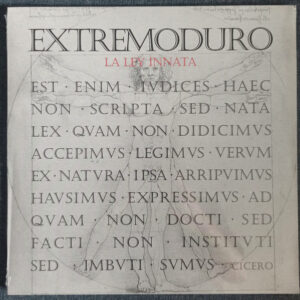 EXTREMODURO
LA LEY INNATA
EST · ENIM · IVDICES · HAEC
NON · SCRIPTA · SED · NATA
LEX · QVAM · NON · DIDICIMVS
ACCEPIMVS · LEGIMVS · VERVM
EX · NATVRA · IPSA · ARRIPVIMVS
HAVSIMVS · EXPRESSIMVS · AD
QVAM · NON · DOCTI · SED
FACTI · NON · INSTITVTI
SED · IMBVTI · SVMVS · CICERO